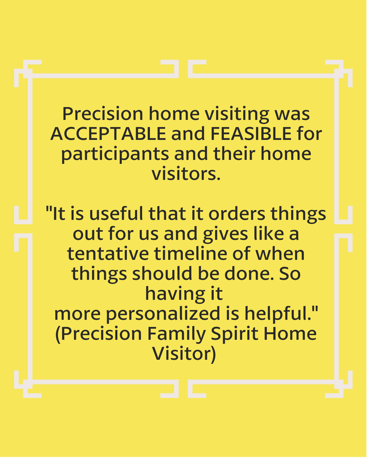 Precision home visiting was
ACCEPTABLE and FEASIBLE for
participants and their home
visitors.
"It is useful that it orders things
out for us and gives like a
tentative timeline of when
things should be done. So
having it
more personalized is helpful."
(Precision Family Spirit Home
Visitor)